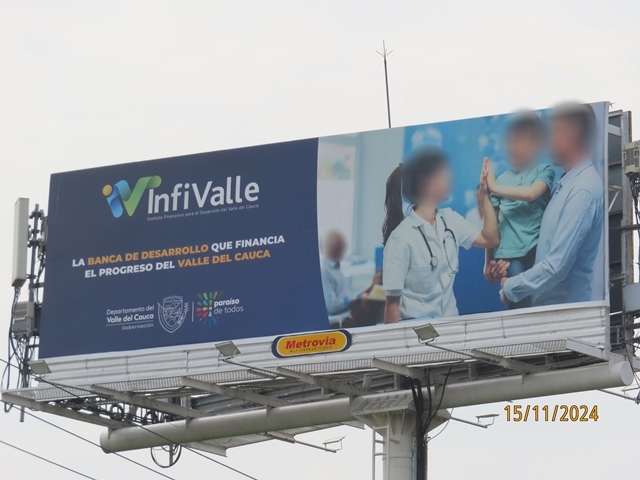 InfiValle
Instituto Financiero para el Desarrollo del Valle del Cauca
LA BANCA DE DESARROLLO QUE FINANCIA
EL PROGRESO DEL VALLE DEL CAUCA
Departamento del
Valle del Cauca
Gobernación
paraíso
de todos
Metrovia
15/11/2024